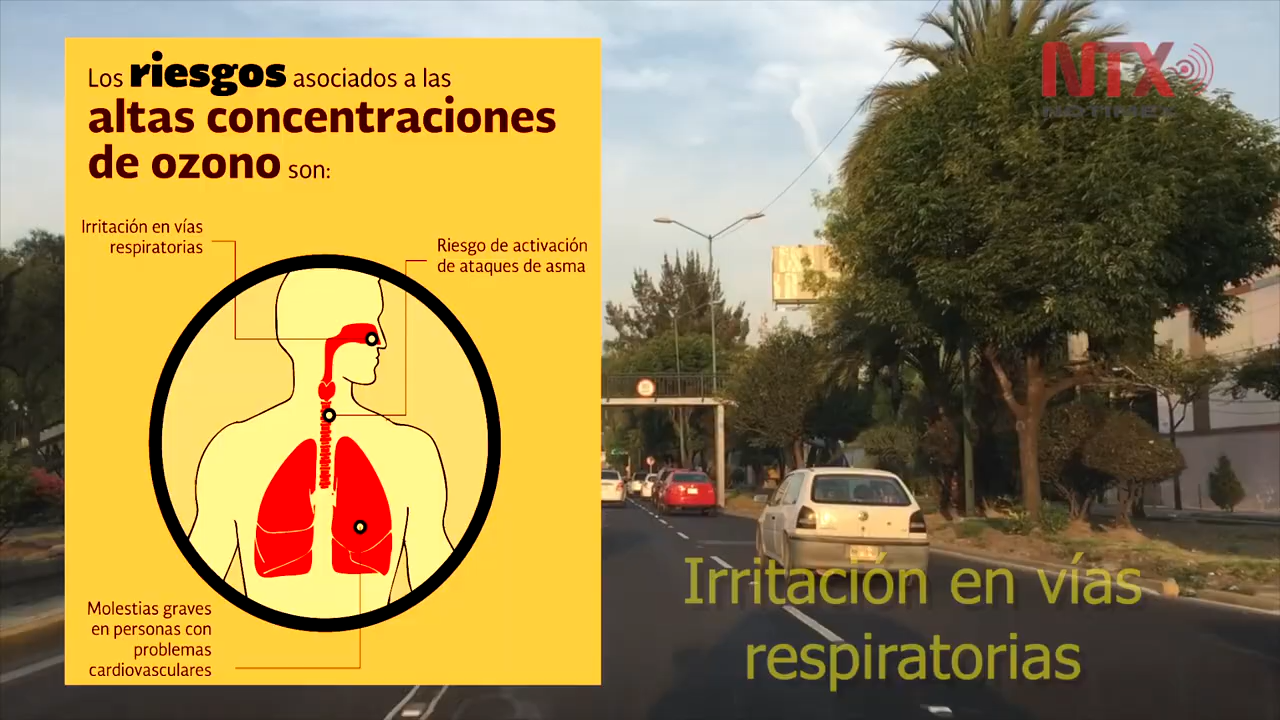 Los riesgos asociados a las
altas concentraciones
de ozono son:
Irritación en vías
respiratorias
Riesgo de activación
de ataques de asma
Molestias graves
en personas con
problemas
cardiovasculares
NTX
Irritación en vías
respiratorias